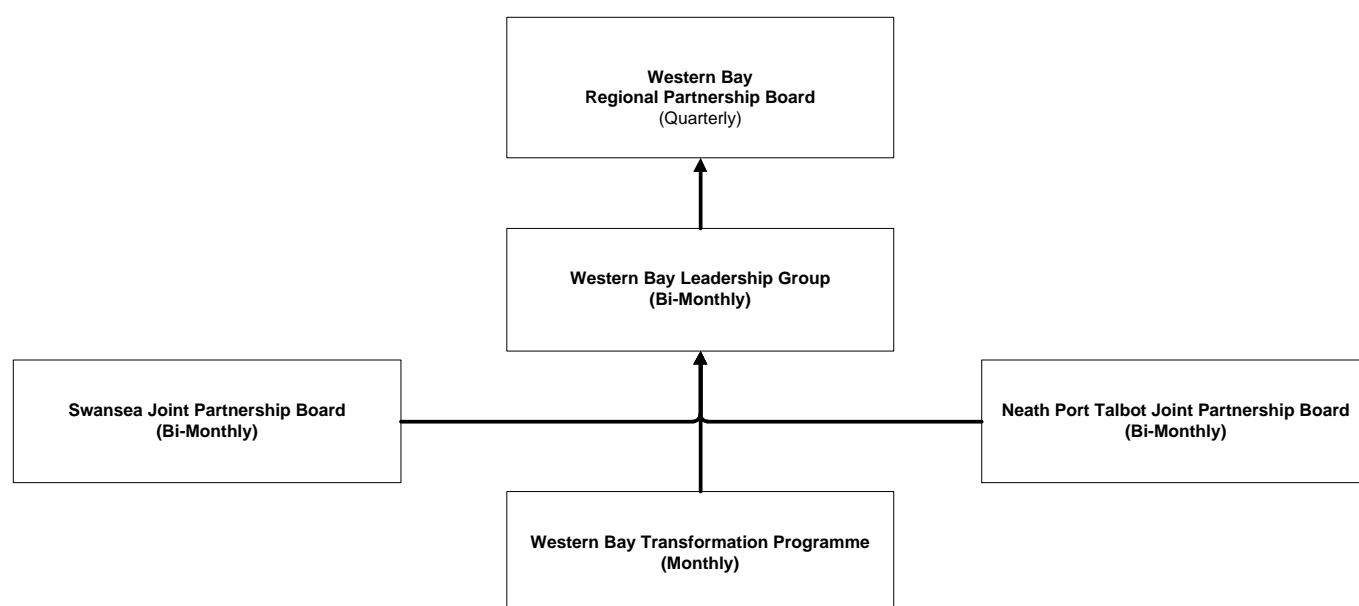 Western Bay
Regional Partnership Board
(Quarterly)
Western Bay Leadership Group
(Bi-Monthly)
Swansea Joint Partnership Board
(Bi-Monthly)
Neath Port Talbot Joint Partnership Board
(Bi-Monthly)
Western Bay Transformation Programme
(Monthly)